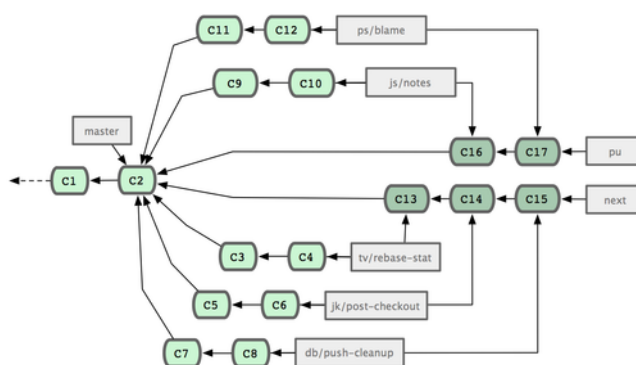 C11 C12 ps/blame
C9 C10 js/notes
master
C16 C17 pu
C1 C2
C13 C14 C15 next
C3 C4 tv/rebase-stat
C5 C6 jk/post-checkout
C7 C8 db/push-cleanup